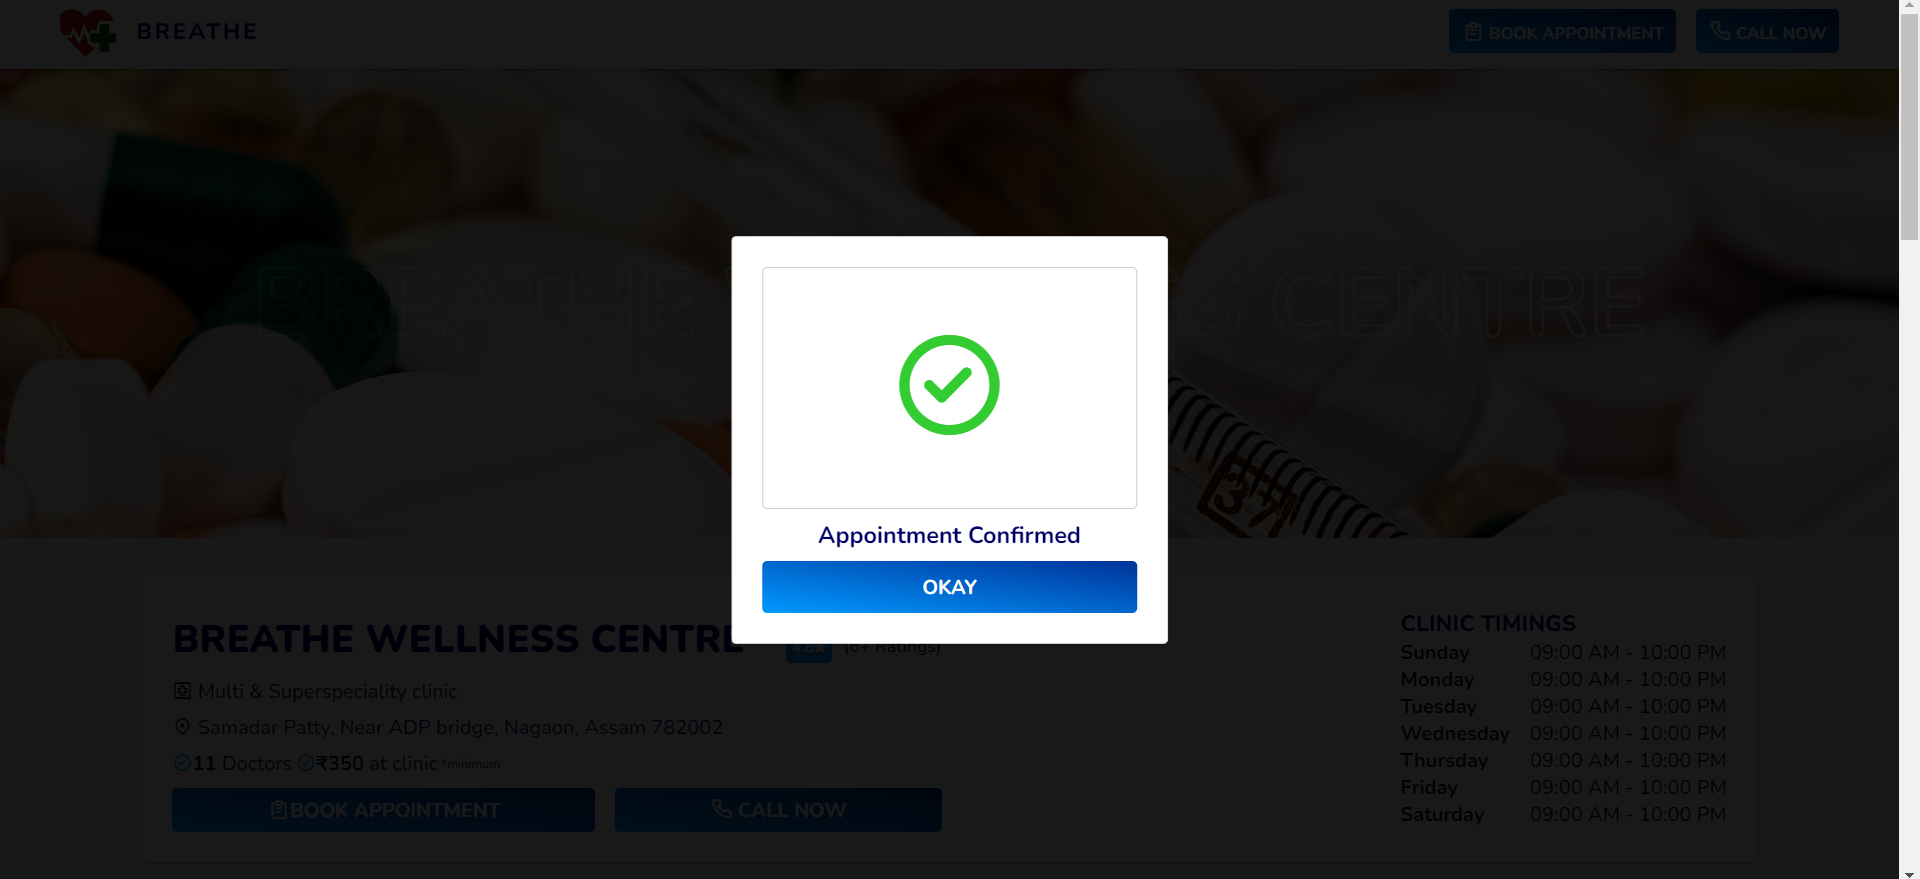 BREATHE
BOOK APPOINTMENT
CALL NOW
BREATHE
S CENTRE
37
Appointment Confirmed
OKAY
BREATHE WELLNESS CENTRE
4.8★ (6+ Ratings)
Multi & Superspeciality clinic
Samadar Patty, Near ADP bridge, Nagaon, Assam 782002
11 Doctors ₹350 at clinic *minimum
BOOK APPOINTMENT
CALL NOW
CLINIC TIMINGS
Sunday 09:00 AM - 10:00 PM
Monday 09:00 AM - 10:00 PM
Tuesday 09:00 AM - 10:00 PM
Wednesday 09:00 AM - 10:00 PM
Thursday 09:00 AM - 10:00 PM
Friday 09:00 AM - 10:00 PM
Saturday 09:00 AM - 10:00 PM